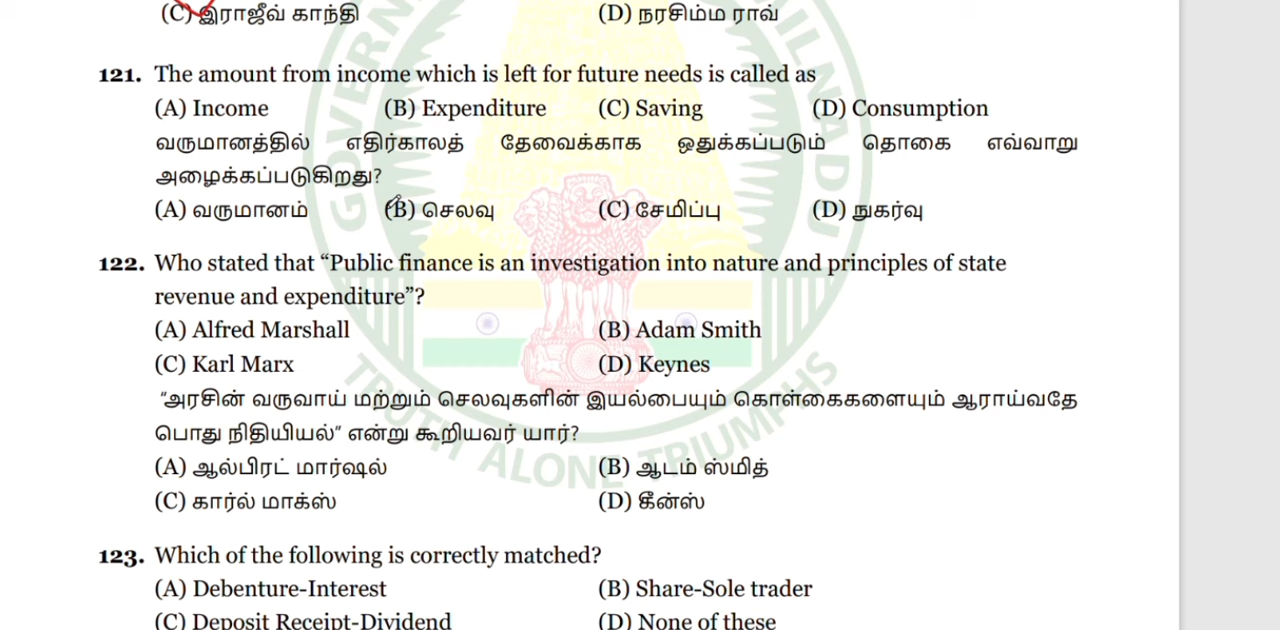 (C) இராஜீவ் காந்தி (D) நரசிம்ம ராவ்
121. The amount from income which is left for future needs is called as
(A) Income (B) Expenditure (C) Saving (D) Consumption
வருமானத்தில் எதிர்காலத் தேவைக்காக ஒதுக்கப்படும் தொகை எவ்வாறு
அழைக்கப்படுகிறது?
(A) வருமானம் (B) செலவு (C) சேமிப்பு (D) நுகர்வு
122. Who stated that “Public finance is an investigation into nature and principles of state
revenue and expenditure”?
(A) Alfred Marshall (B) Adam Smith
(C) Karl Marx (D) Keynes
“அரசின் வருவாய் மற்றும் செலவுகளின் இயல்பையும் கொள்கைகளையும் ஆராய்வதே
பொது நிதியியல்” என்று கூறியவர் யார்?
(A) ஆல்பிரட் மார்ஷல் (B) ஆடம் ஸ்மித்
(C) கார்ல் மாக்ஸ் (D) கீன்ஸ்
TRUTH ALONE TRIUMPHS
123. Which of the following is correctly matched?
(A) Debenture-Interest (B) Share-Sole trader
(C) Deposit Receipt-Dividend (D) None of these